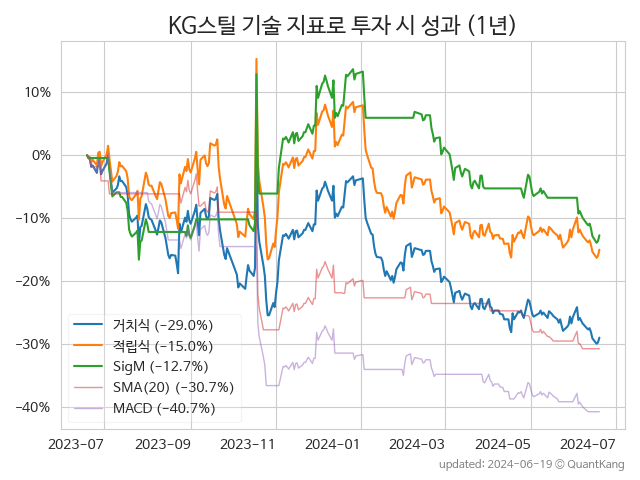 KG스틸 기술 지표로 투자 시 성과 (1년)
10%
0%
−10%
−20%
−30%
−40%
거치식 (−29.0%)
적립식 (−15.0%)
SigM (−12.7%)
SMA(20) (−30.7%)
MACD (−40.7%)
2023−07 2023−09 2023−11 2024−01 2024−03 2024−05 2024−07
updated: 2024−06−19 ⓒ QuantKang